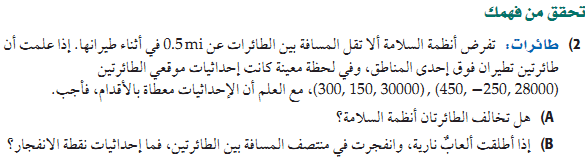 تحقق من فهمك
2) طائرات: تفرض أنظمة السلامة ألا تقل المسافة بين الطائرات عن 0.5 mi في أثناء طيرانها. إذا علمت أن
طائرتين تطيران فوق إحدى المناطق، وفي لحظة معينة كانت إحداثيات موقعي الطائرتين
(300, 150, 30000) , (450, −250, 28000)، مع العلم أن الإحداثيات معطاة بالأقدام، فأجب.
A) هل تخالف الطائرتان أنظمة السلامة؟
B) إذا أطلقت ألعابٌ نارية، وانفجرت في منتصف المسافة بين الطائرتين، فما إحداثيات نقطة الانفجار؟